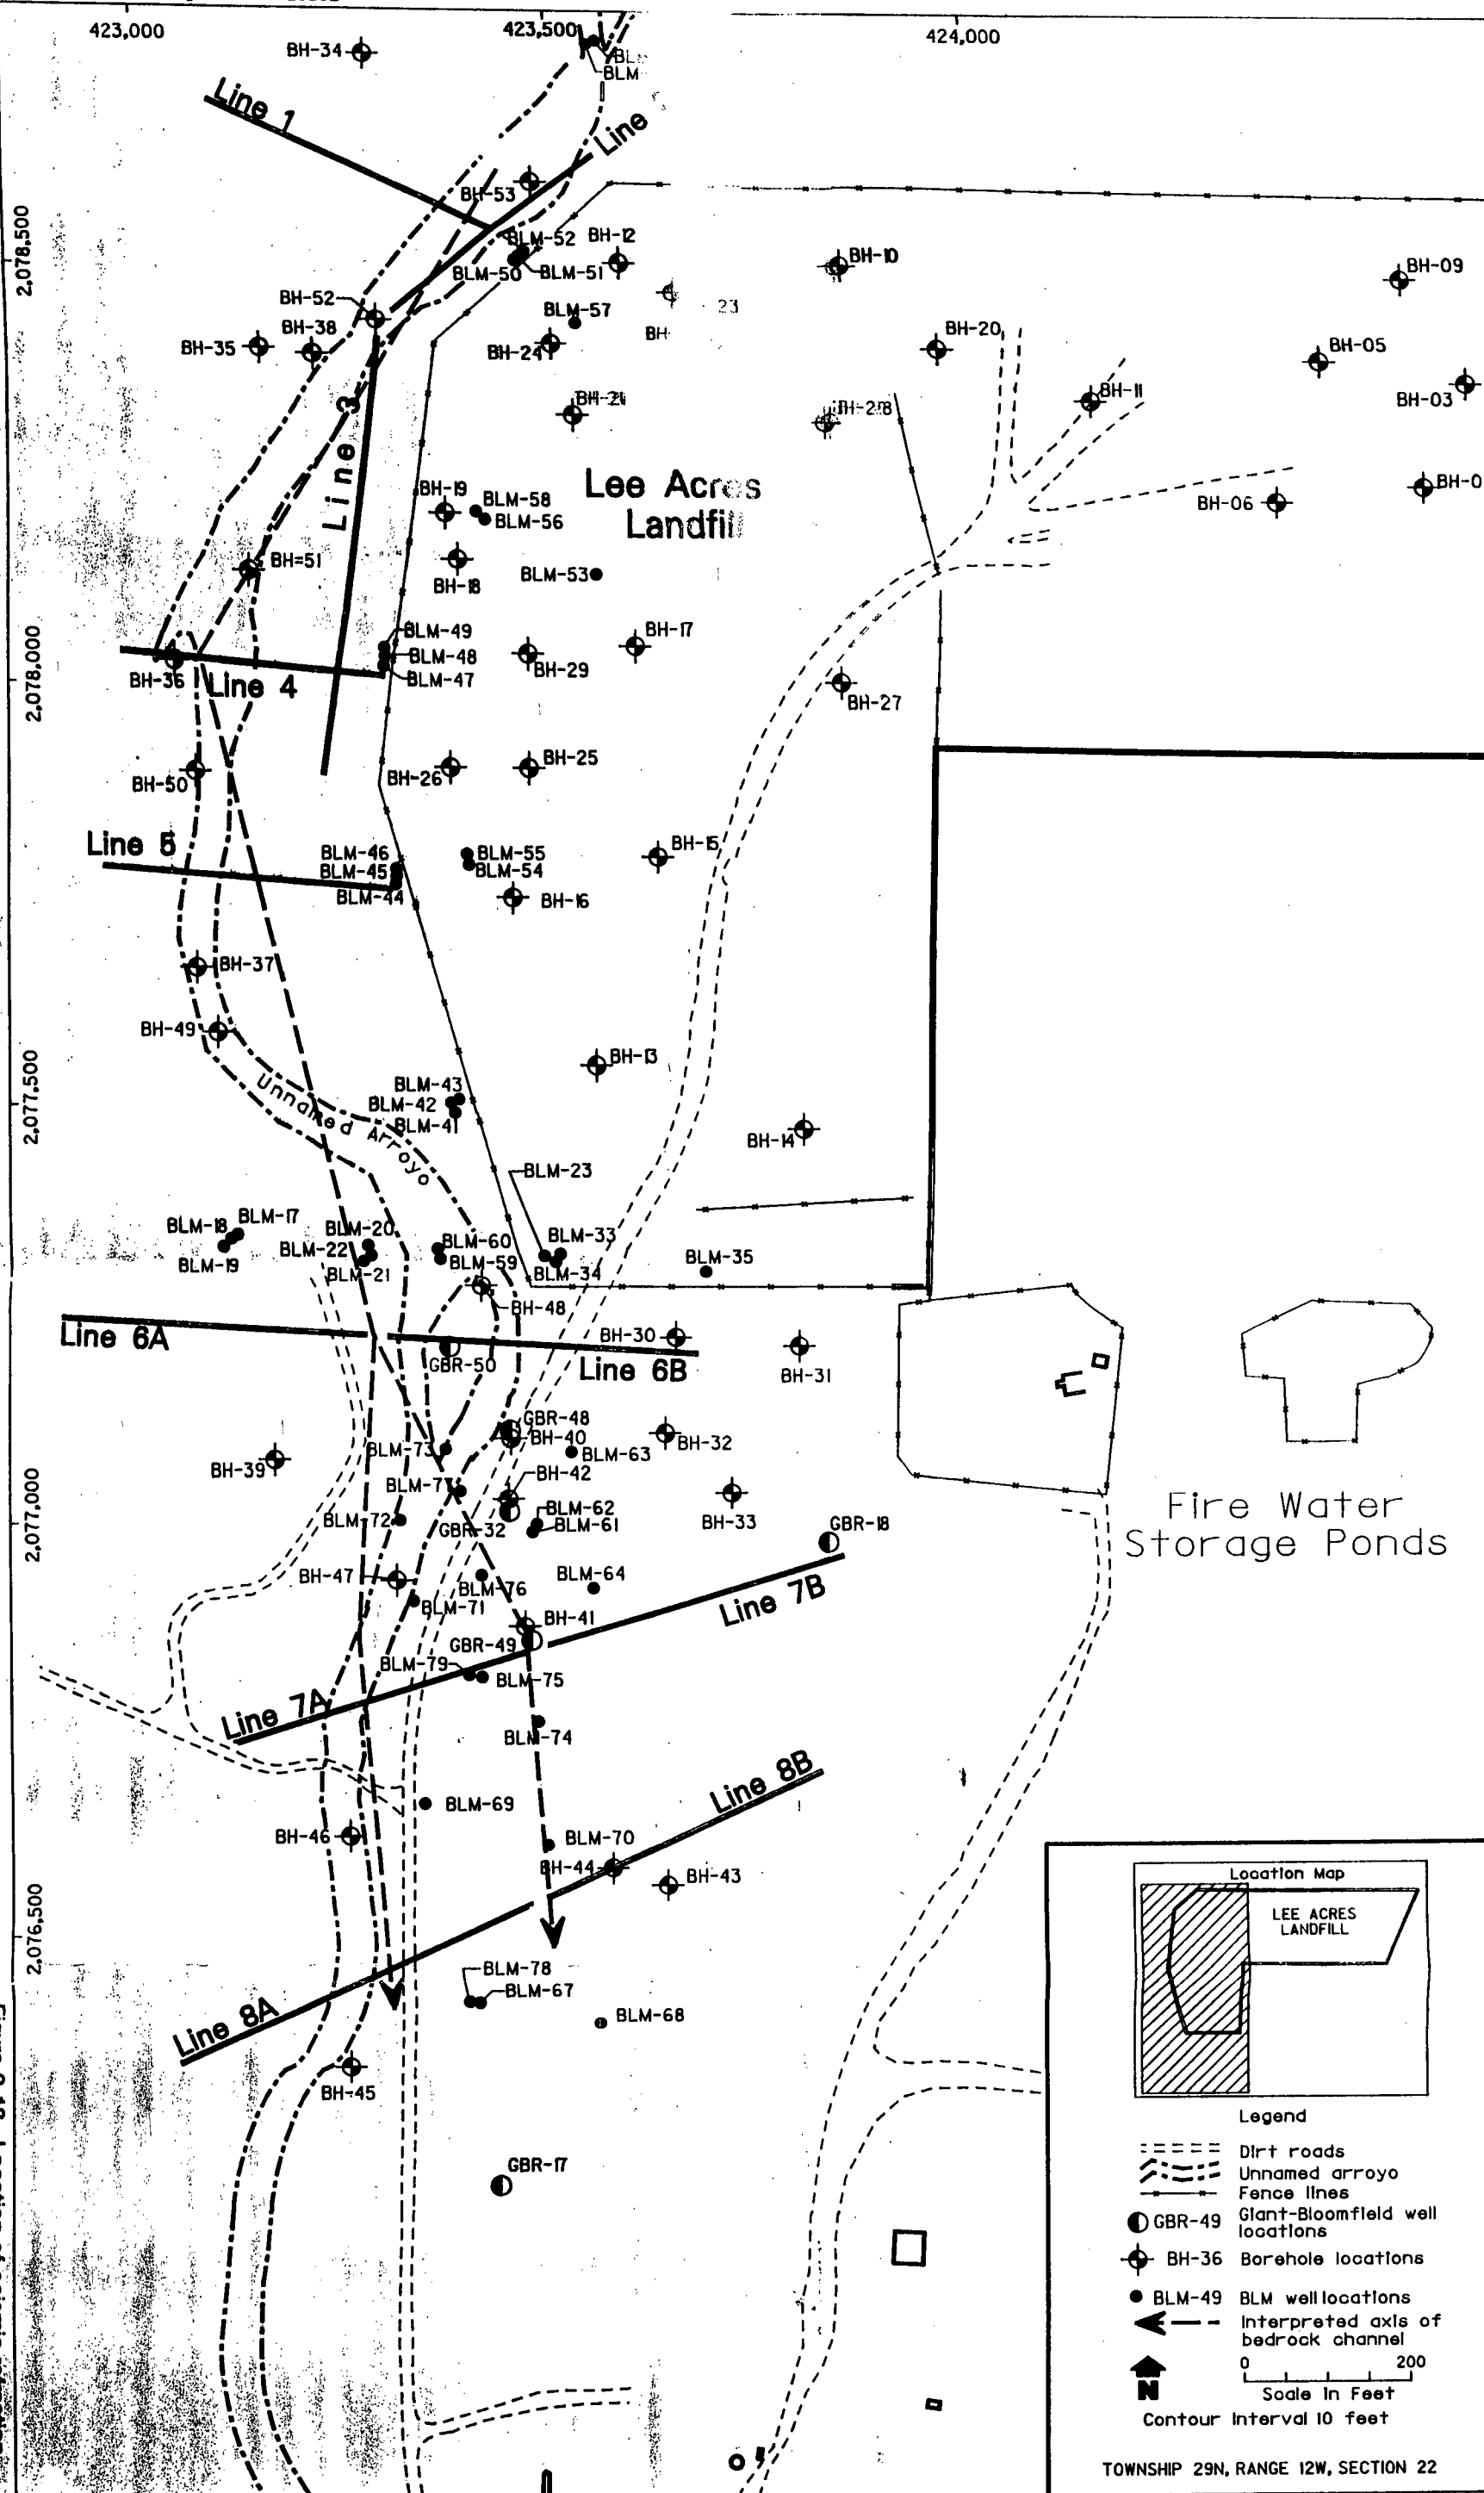 423,000
423,500
424,000
BH-34
BLM
Line 1
Line
BH-53
2,078,500
BLM-52
BH-12
BLM-50
BLM-51
BH-10
BH-09
BH-52
BLM-57
BH-
23
BH-35
BH-38
BH-24
BH-20
BH-05
BH-11
BH-03
Line 3
BH-19
BLM-58
BLM-56
Lee Acres
Landfill
BH-06
BH-0
BH=51
BH-18
BLM-53
BLM-49
BLM-48
BLM-47
BH-29
BH-17
2,078,000
BH-36
Line 4
BH-27
BH-50
BH-26
BH-25
Line 5
BLM-46
BLM-45
BLM-44
BLM-55
BLM-54
BH-15
BH-16
BH-37
BH-49
BH-13
2,077,500
Unnamed Arroyo
BLM-43
BLM-42
BLM-41
BH-14
BLM-23
BLM-18
BLM-17
BLM-19
BLM-20
BLM-22
BLM-21
BLM-60
BLM-59
BLM-33
BLM-34
BLM-35
BH-48
Line 6A
GBR-50
BH-30
Line 6B
BH-31
GBR-48
BH-40
BLM-73
BLM-63
BH-32
BH-39
BH-42
BLM-77
BLM-62
BLM-61
BLM-72
GBR-32
BH-33
GBR-18
2,077,000
Fire Water
Storage Ponds
BH-47
BLM-76
BLM-64
BLM-71
BH-41
Line 7B
GBR-49
BLM-79
BLM-75
Line 7A
BLM-74
Line 8B
BLM-69
BH-46
BLM-70
BH-44
BH-43
2,076,500
BLM-78
BLM-67
BLM-68
Line 8A
BH-45
GBR-17
Location Map
LEE ACRES
LANDFILL
Legend
Dirt roads
Unnamed arroyo
Fence lines
GBR-49 Giant-Bloomfield well
locations
BH-36 Borehole locations
BLM-49 BLM well locations
Interpreted axis of
bedrock channel
N
0 200
Scale in Feet
Contour Interval 10 feet
TOWNSHIP 29N, RANGE 12W, SECTION 22